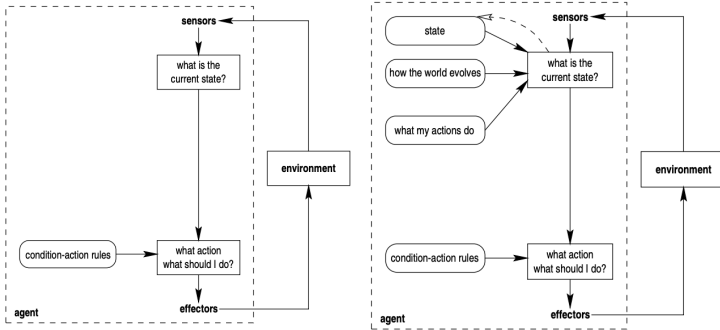 sensors
what is the
current state?
environment
condition-action rules
what action
what should I do?
agent
effectors
sensors
state
what is the
current state?
how the world evolves
what my actions do
environment
condition-action rules
what action
what should I do?
agent
effectors